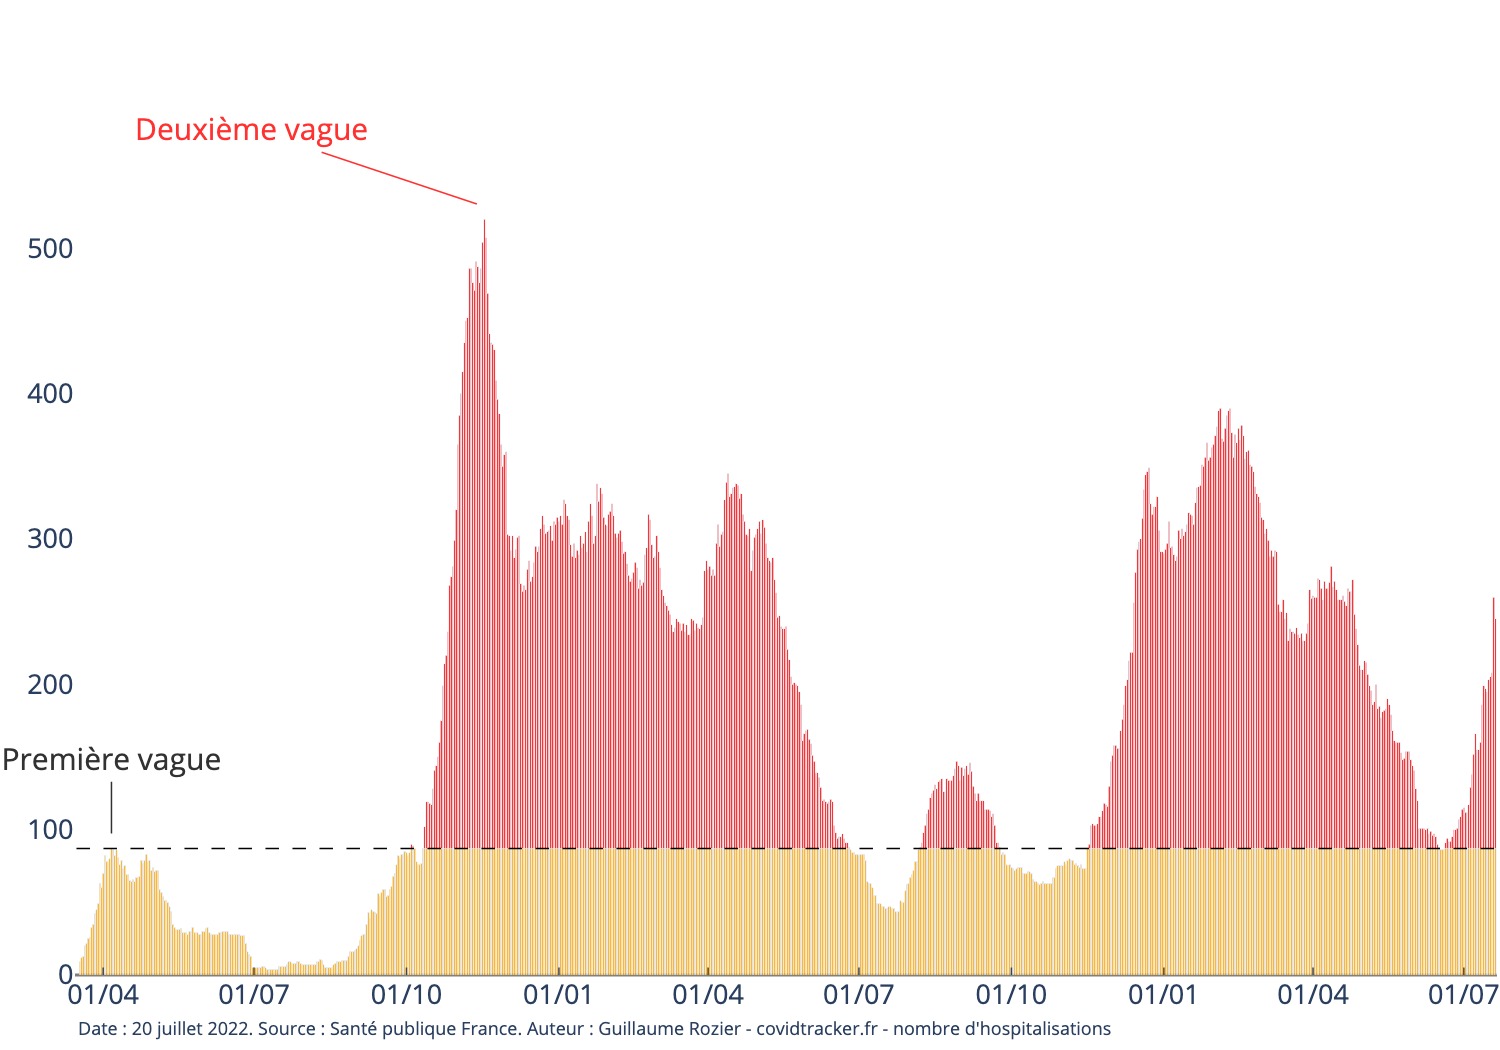 Deuxième vague
500
400
300
200
Première vague
100
0
01/04 01/07 01/10 01/01 01/04 01/07 01/10 01/01 01/04 01/07
Date : 20 juillet 2022. Source : Santé publique France. Auteur : Guillaume Rozier - covidtracker.fr - nombre d'hospitalisations